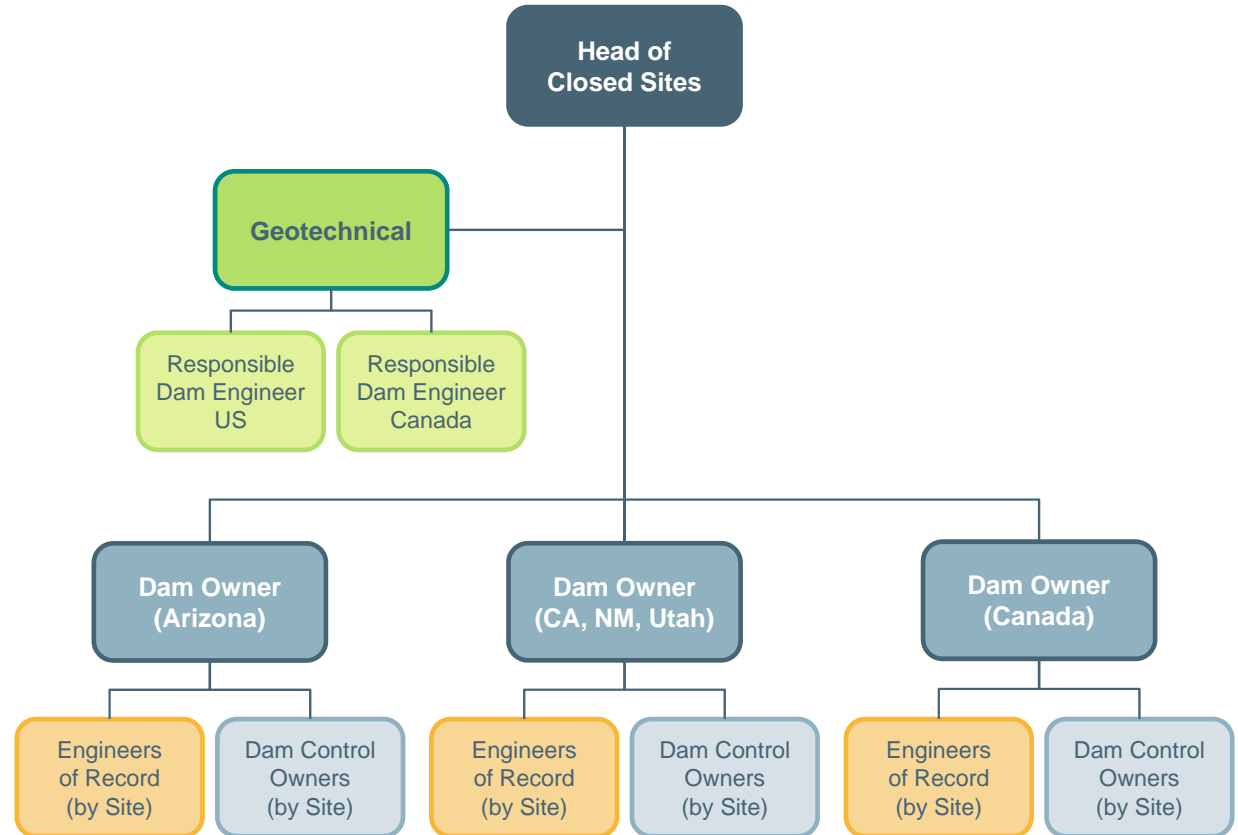 Head of
Closed Sites
Geotechnical
Responsible
Dam Engineer
US
Responsible
Dam Engineer
Canada
Dam Owner
(Arizona)
Dam Owner
(CA, NM, Utah)
Dam Owner
(Canada)
Engineers
of Record
(by Site)
Dam Control
Owners
(by Site)
Engineers
of Record
(by Site)
Dam Control
Owners
(by Site)
Engineers
of Record
(by Site)
Dam Control
Owners
(by Site)